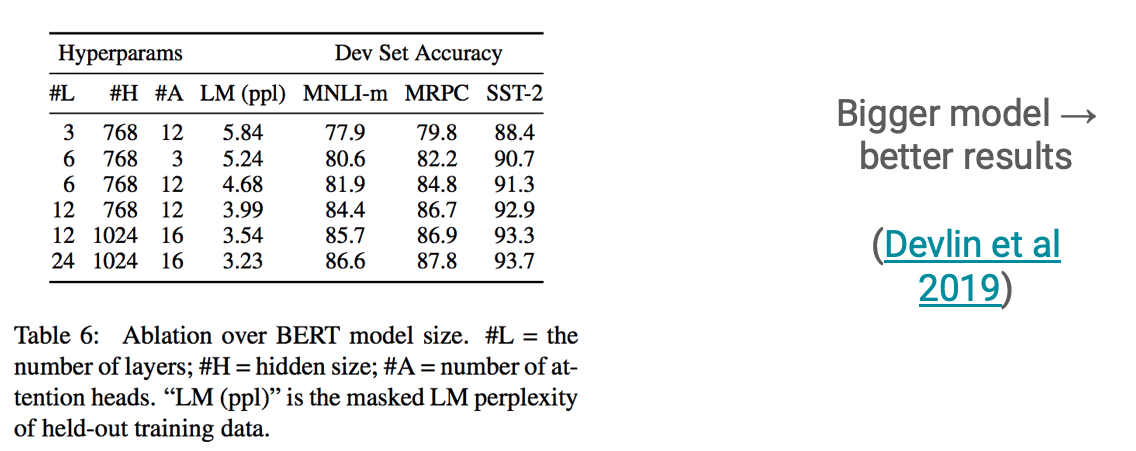 Hyperparams Dev Set Accuracy
#L #H #A LM (ppl) MNLI-m MRPC SST-2
3 768 12 5.84 77.9 79.8 88.4
6 768 3 5.24 80.6 82.2 90.7
6 768 12 4.68 81.9 84.8 91.3
12 768 12 3.99 84.4 86.7 92.9
12 1024 16 3.54 85.7 86.9 93.3
24 1024 16 3.23 86.6 87.8 93.7
Table 6: Ablation over BERT model size. #L = the
number of layers; #H = hidden size; #A = number of at-
tention heads. “LM (ppl)” is the masked LM perplexity
of held-out training data.
Bigger model →
better results
(Devlin et al
2019)